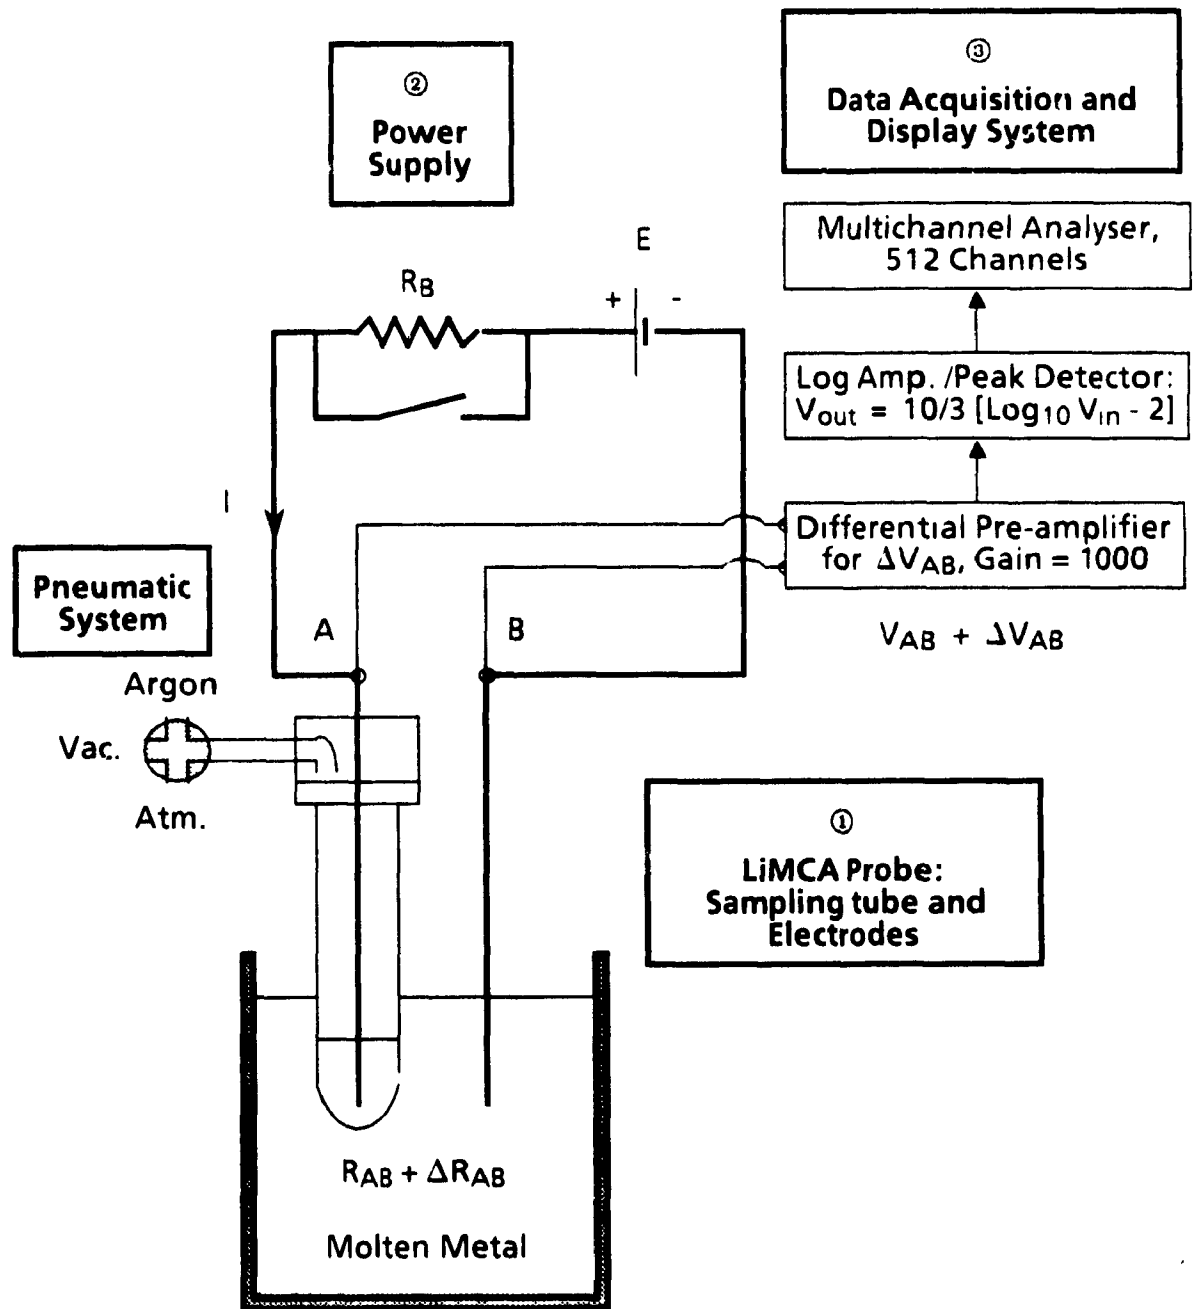 ②
Power
Supply
③
Data Acquisition and
Display System
Multichannel Analyser,
512 Channels
E
+ -
RB
Log Amp. /Peak Detector:
Vout = 10/3 [Log10 Vin - 2]
I
Differential Pre-amplifier
for ΔVAB, Gain = 1000
VAB + ΔVAB
Pneumatic
System
A
B
Argon
Vac.
Atm.
①
LiMCA Probe:
Sampling tube and
Electrodes
RAB + ΔRAB
Molten Metal